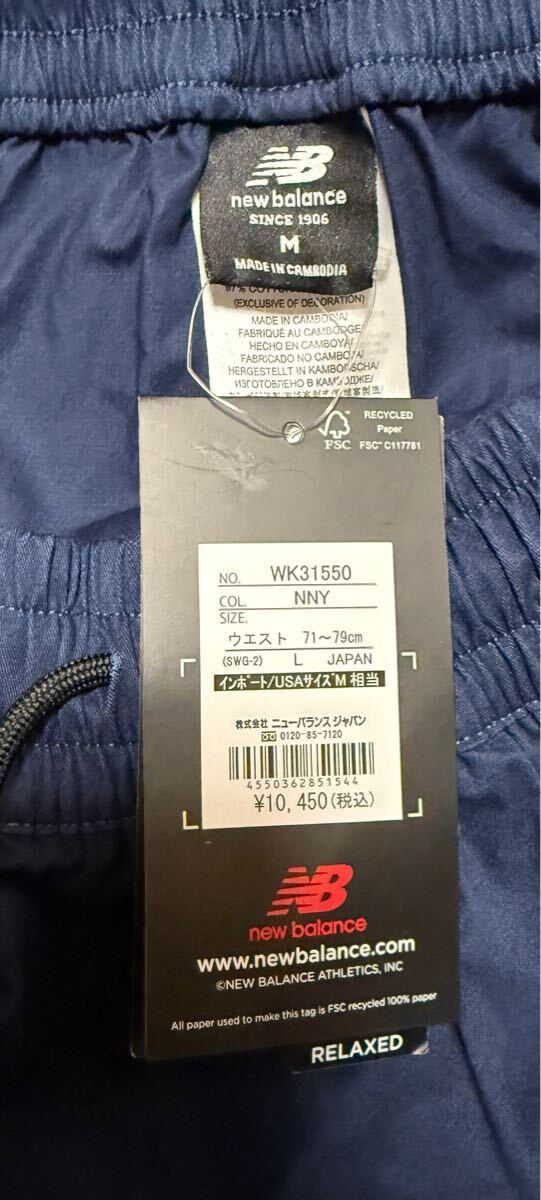 NB
new balance
SINCE 1906
M
MADE IN CAMBODIA
97% COTTON
(EXCLUSIVE OF DECORATION)
MADE IN CAMBODIA/
FABRIQUÉ AU CAMBODGE/
HECHO EN CAMBOYA/
FABRICADO NO CAMBOJA/
HERGESTELLT IN KAMBODSCHA/
ИЗГОТОВЛЕНО В КАМБОДЖЕ/
FSC
RECYCLED
Paper
FSC™ C117781
NO. WK31550
COL. NNY
SIZE.
ウエスト 71～79cm
(SWG-2) L JAPAN
インポート/USAサイズM 相当
株式会社 ニューバランス ジャパン
0120-85-7120
4550362851544
¥10,450(税込)
NB
new balance
www.newbalance.com
©NEW BALANCE ATHLETICS, INC
All paper used to make this tag is FSC recycled 100% paper
RELAXED